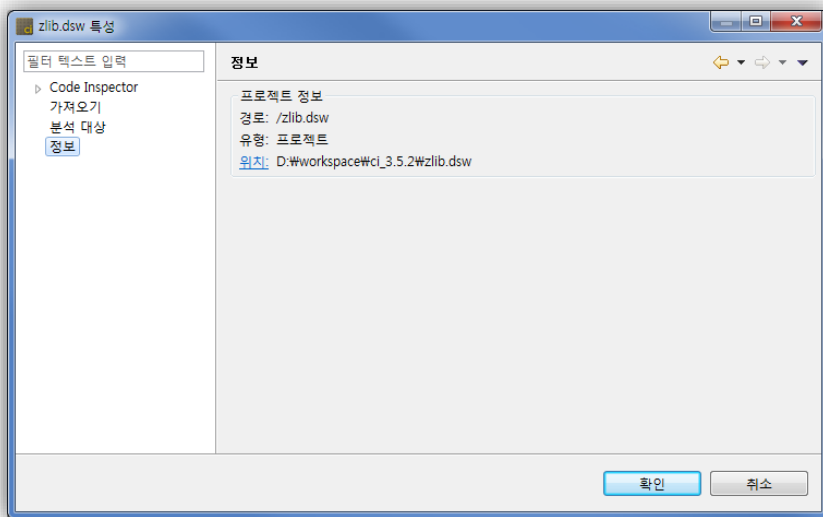 zlib.dsw 특성
필터 텍스트 입력
Code Inspector
가져오기
분석 대상
정보
정보
프로젝트 정보
경로: /zlib.dsw
유형: 프로젝트
위치: D:₩workspace₩ci_3.5.2₩zlib.dsw
확인
취소